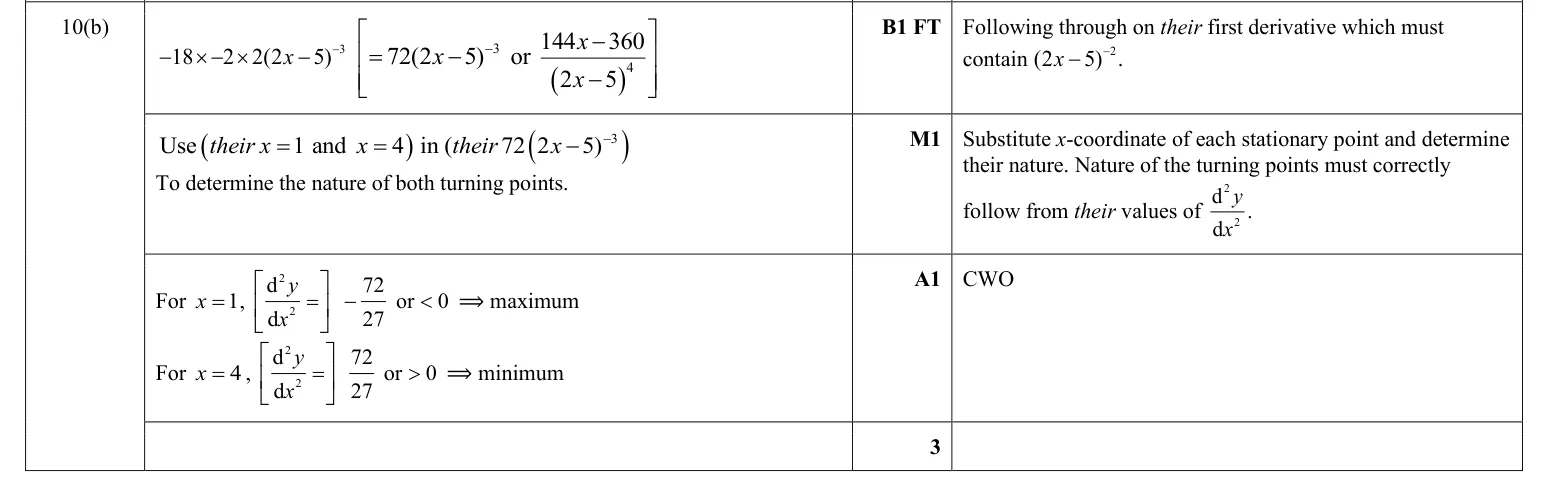 10(b)
−18×−2×2(2x−5)⁻³ [= 72(2x−5)⁻³ or (144x−360)/(2x−5)⁴]
B1 FT
Following through on their first derivative which must
contain (2x−5)⁻².
Use (their x = 1 and x = 4) in (their 72(2x−5)⁻³)
To determine the nature of both turning points.
M1
Substitute x-coordinate of each stationary point and determine
their nature. Nature of the turning points must correctly
follow from their values of d²y/dx².
For x = 1, [d²y/dx² =] −72/27 or < 0 ⟹ maximum
For x = 4, [d²y/dx² =] 72/27 or > 0 ⟹ minimum
A1
CWO
3